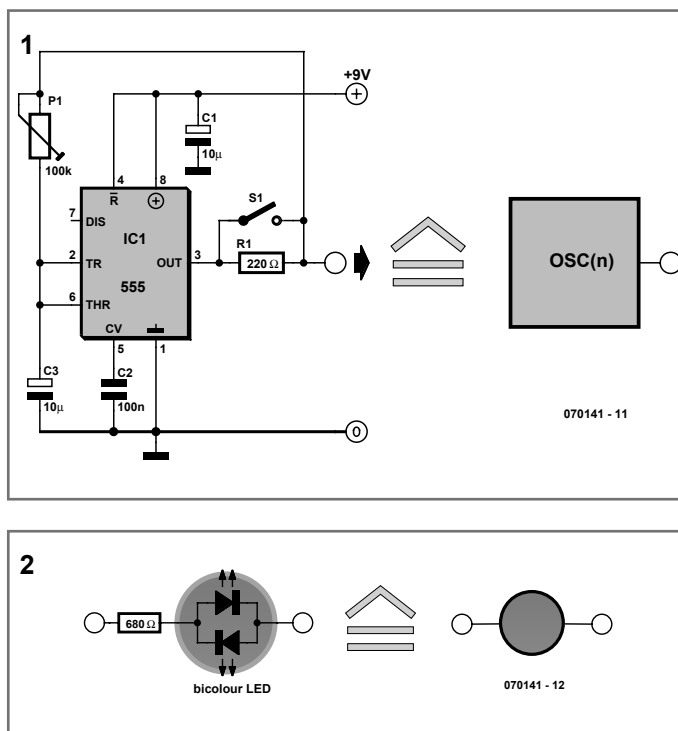 1
+9V
P1
C1
10µ
100k
4
8
R
S1
7
DIS
IC1
R1
2
TR
OUT
3
220 Ω
OSC(n)
555
6
THR
CV
5
1
C3
C2
10µ
100n
0
070141 - 11
2
680 Ω
bicolour LED
070141 - 12